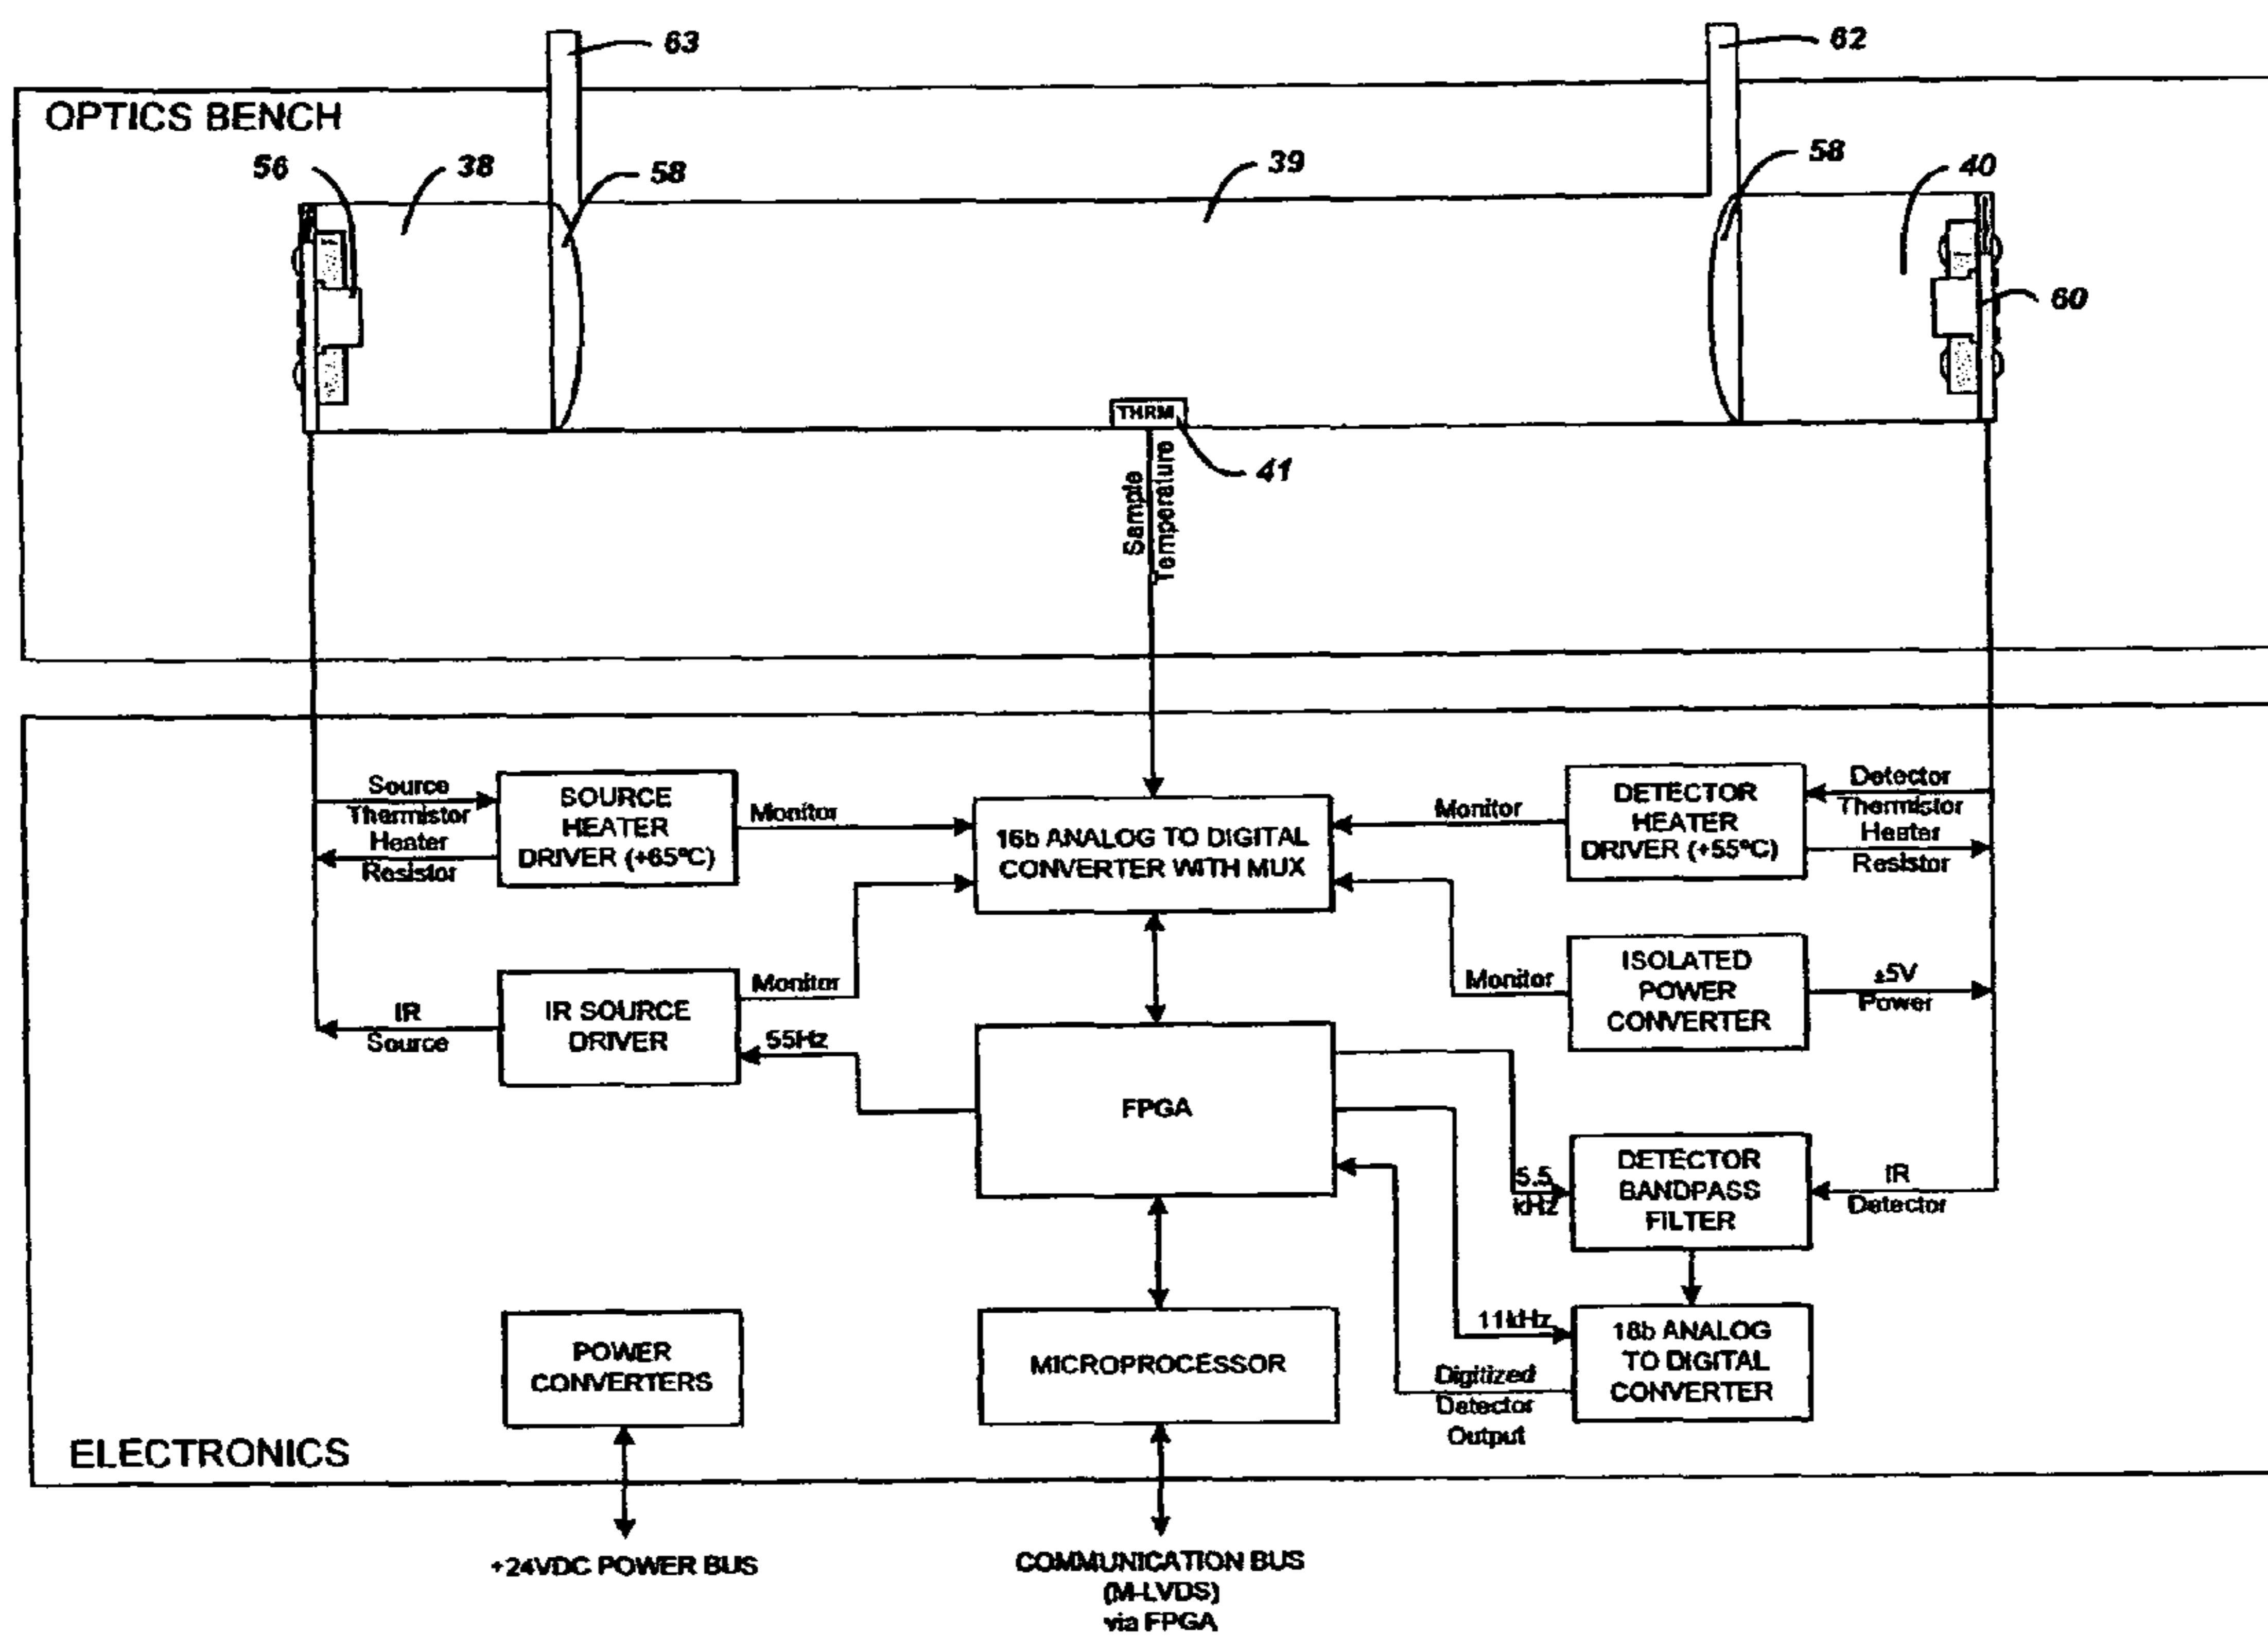 63
62
OPTICS BENCH
56
38
58
39
58
40
60
THRM
41
Sample
Temperature
Source
Thermistor
Heater
Resistor
SOURCE
HEATER
DRIVER (+65°C)
Monitor
16b ANALOG TO DIGITAL
CONVERTER WITH MUX
Monitor
DETECTOR
HEATER
DRIVER (+55°C)
Detector
Thermistor
Heater
Resistor
IR
Source
IR SOURCE
DRIVER
Monitor
55Hz
Monitor
ISOLATED
POWER
CONVERTER
±5V
Power
FPGA
5.5
kHz
DETECTOR
BANDPASS
FILTER
IR
Detector
POWER
CONVERTERS
MICROPROCESSOR
11kHz
18b ANALOG
TO DIGITAL
CONVERTER
Digitized
Detector
Output
ELECTRONICS
+24VDC POWER BUS
COMMUNICATION BUS
(M-LVDS)
via FPGA